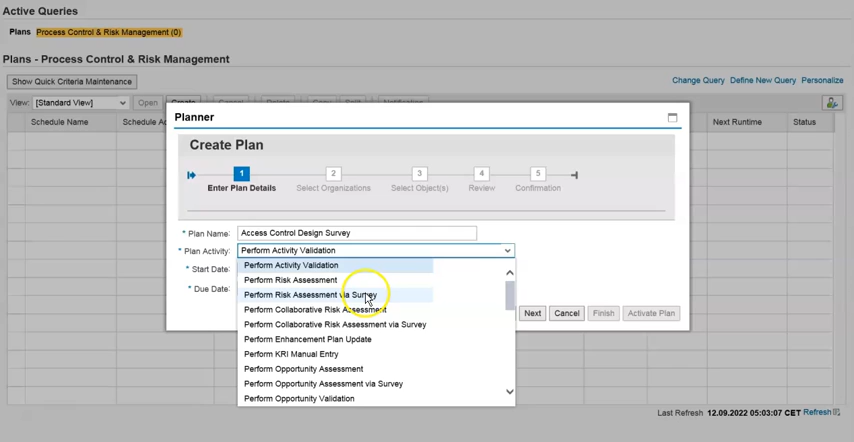 Active Queries
Plans Process Control & Risk Management (0)
Plans - Process Control & Risk Management
Show Quick Criteria Maintenance
Change Query Define New Query Personalize
View: [Standard View] Open Create Cancel Delete Copy
Schedule Name
Schedule Ac
Next Runtime
Status
Planner
Create Plan
1 2 3 4 5
Enter Plan Details Select Organizations Select Object(s) Review Confirmation
* Plan Name: Access Control Design Survey
* Plan Activity: Perform Activity Validation
* Start Date:
* Due Date:
Perform Activity Validation
Perform Risk Assessment
Perform Risk Assessment via Survey
Perform Collaborative Risk Assessment
Perform Collaborative Risk Assessment via Survey
Perform Enhancement Plan Update
Perform KRI Manual Entry
Perform Opportunity Assessment
Perform Opportunity Assessment via Survey
Perform Opportunity Validation
Next Cancel Finish Activate Plan
Last Refresh 12.09.2022 05:03:07 CET Refresh